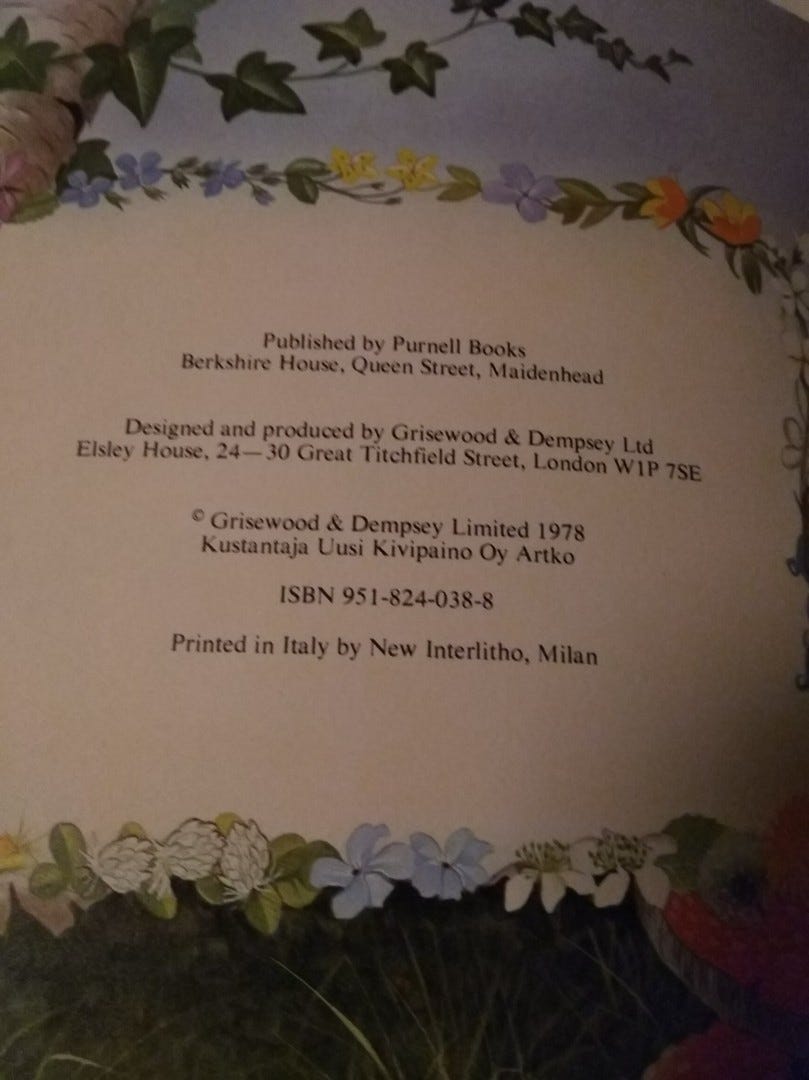 Published by Purnell Books
Berkshire House, Queen Street, Maidenhead
Designed and produced by Grisewood & Dempsey Ltd
Elsley House, 24—30 Great Titchfield Street, London W1P 7SE
© Grisewood & Dempsey Limited 1978
Kustantaja Uusi Kivipaino Oy Artko
ISBN 951-824-038-8
Printed in Italy by New Interlitho, Milan